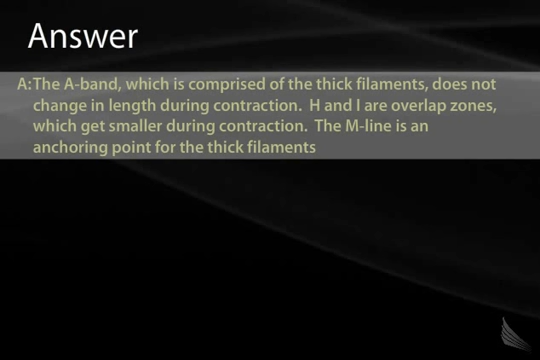 Answer
A: The A-band, which is comprised of the thick filaments, does not
change in length during contraction. H and I are overlap zones,
which get smaller during contraction. The M-line is an
anchoring point for the thick filaments